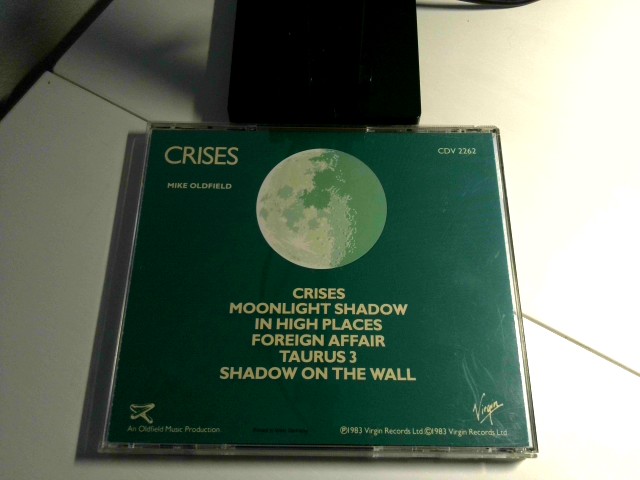 CRISES
CDV 2262
MIKE OLDFIELD
CRISES
MOONLIGHT SHADOW
IN HIGH PLACES
FOREIGN AFFAIR
TAURUS 3
SHADOW ON THE WALL
Virgin
An Oldfield Music Production
℗1983 Virgin Records Ltd ©1983 Virgin Records Ltd